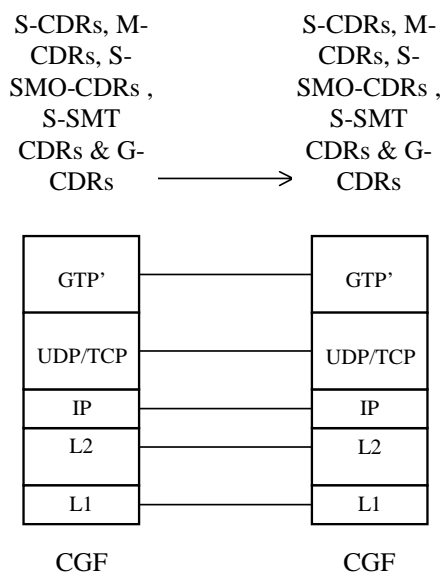 S-CDRs, M-
CDRs, S-
SMO-CDRs ,
S-SMT
CDRs & G-
CDRs
S-CDRs, M-
CDRs, S-
SMO-CDRs ,
S-SMT
CDRs & G-
CDRs
GTP’
UDP/TCP
IP
L2
L1
CGF
GTP’
UDP/TCP
IP
L2
L1
CGF